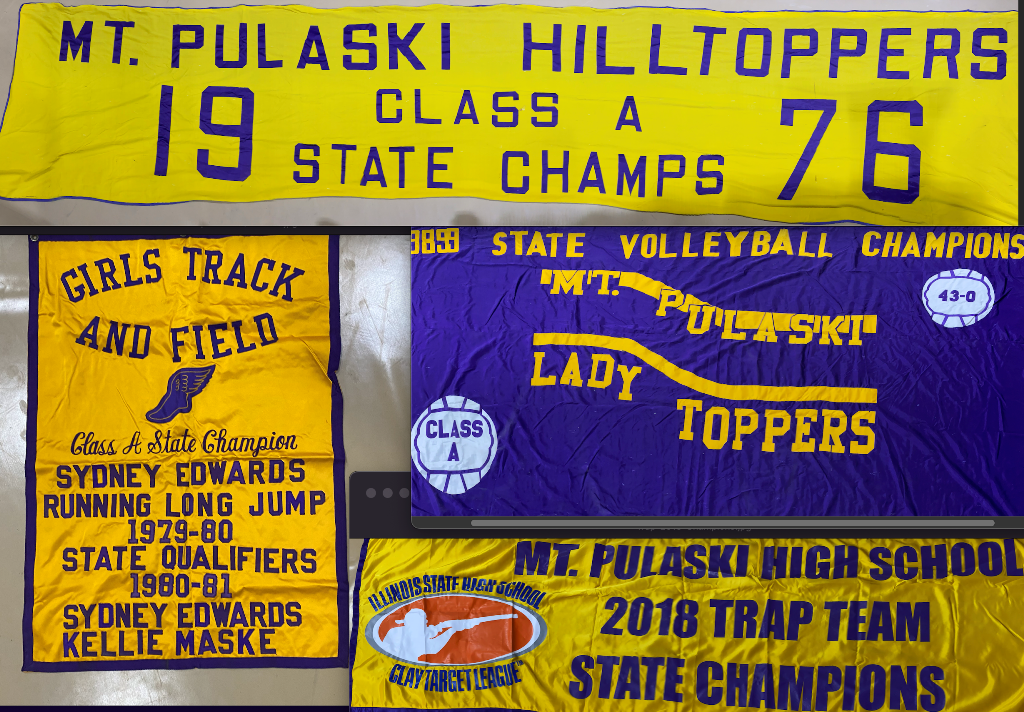 MT. PULASKI HILLTOPPERS
19 CLASS A 76
STATE CHAMPS
GIRLS TRACK
AND FIELD
Class A State Champion
SYDNEY EDWARDS
RUNNING LONG JUMP
1979-80
STATE QUALIFIERS
1980-81
SYDNEY EDWARDS
KELLIE MASKE
STATE VOLLEYBALL CHAMPIONS
43-0
MT. PULASKI
LADY TOPPERS
CLASS A
ILLINOIS STATE HIGH SCHOOL
CLAY TARGET LEAGUE
MT. PULASKI HIGH SCHOOL
2018 TRAP TEAM
STATE CHAMPIONS